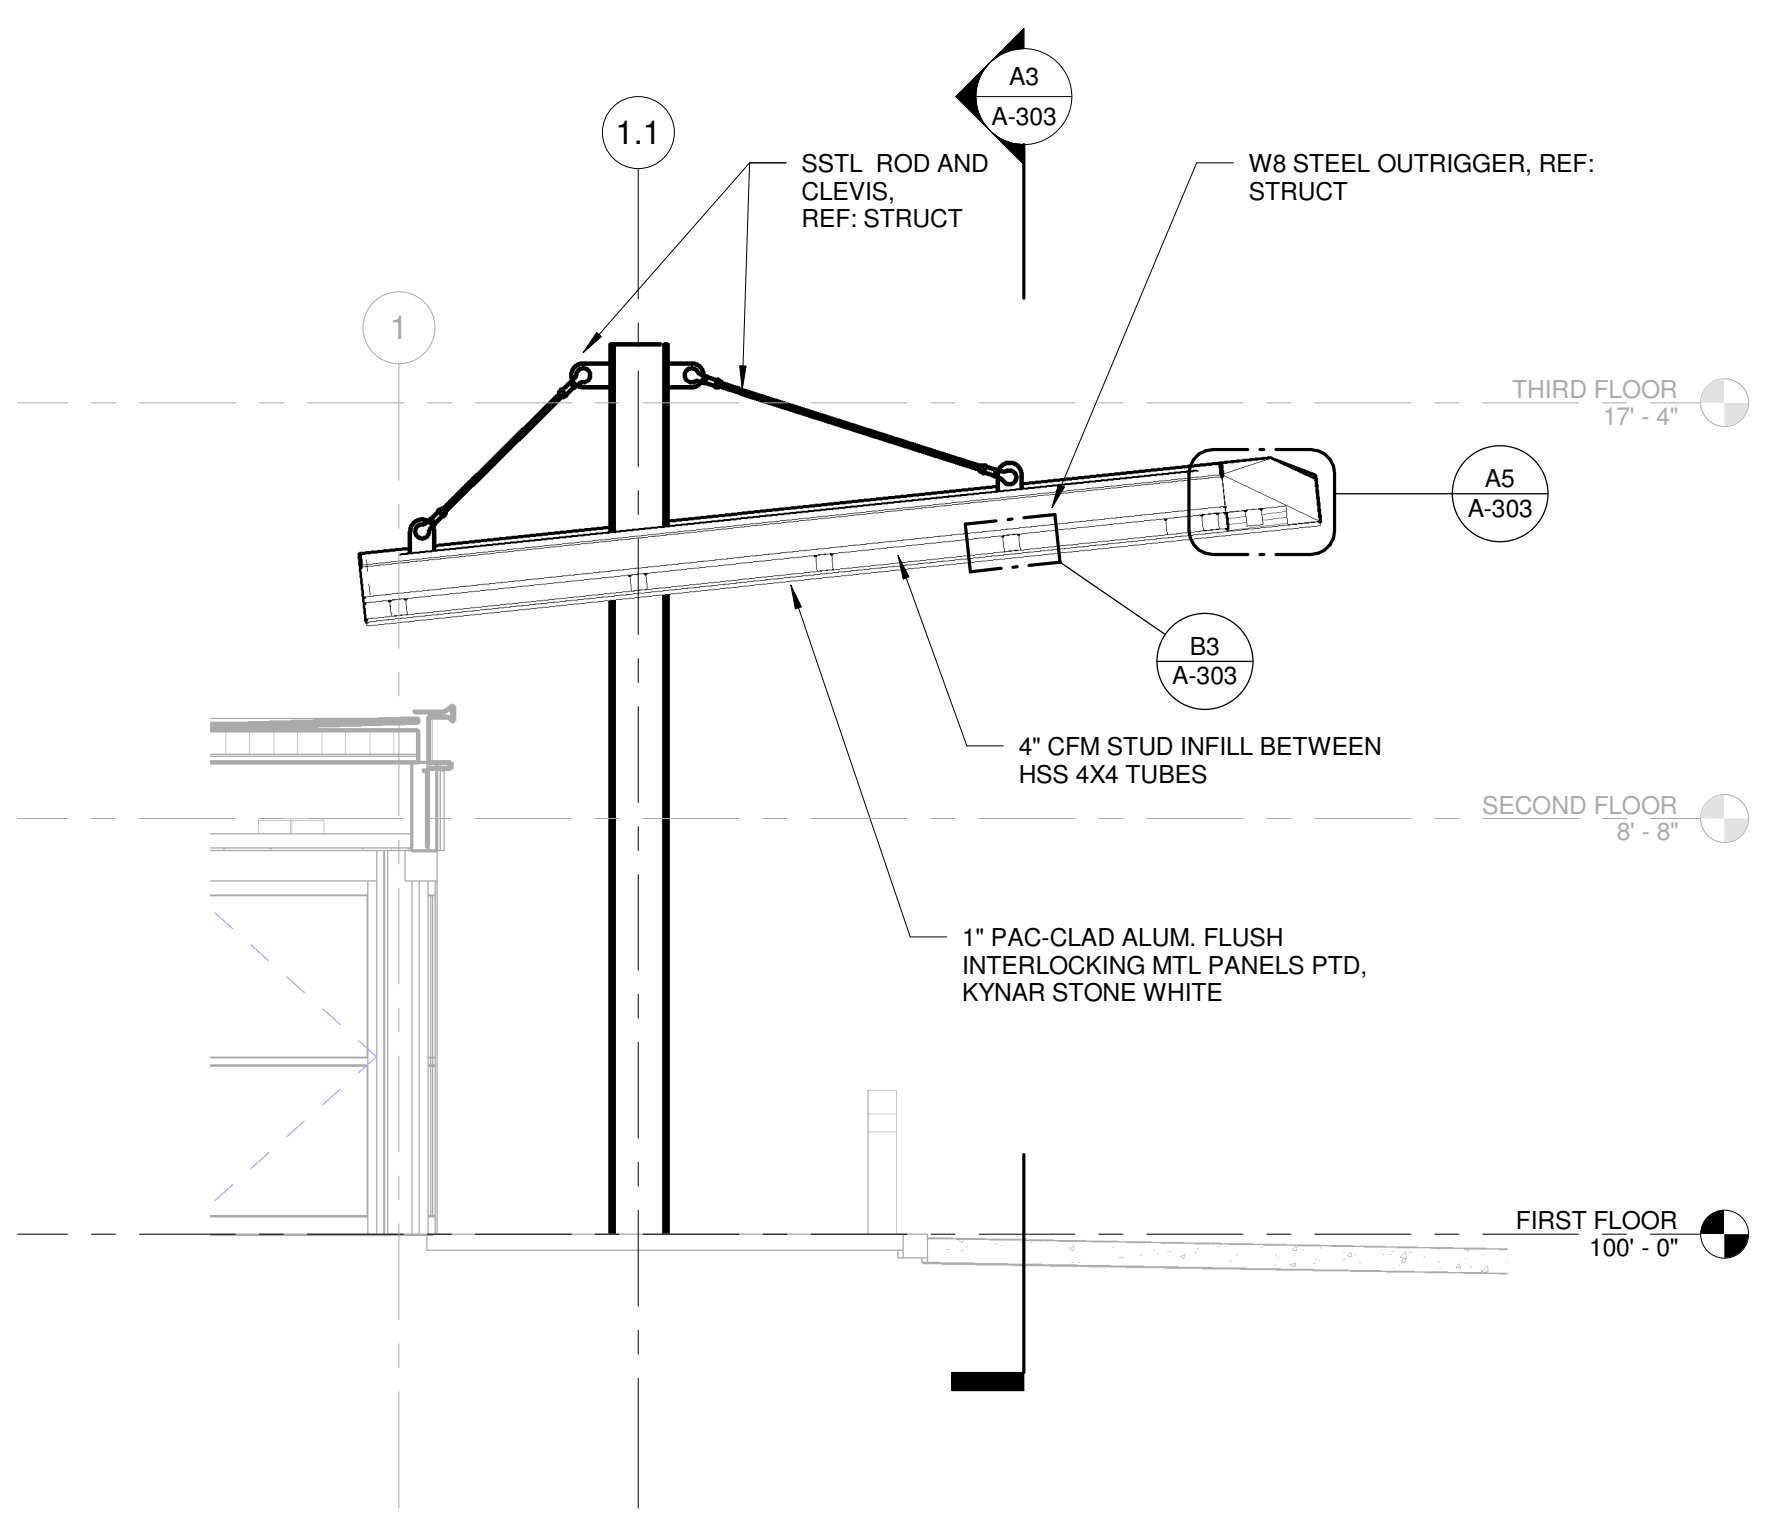 A3
A-303
1.1
SSTL ROD AND
CLEVIS,
REF: STRUCT
W8 STEEL OUTRIGGER, REF:
STRUCT
1
THIRD FLOOR
17' - 4"
A5
A-303
B3
A-303
4" CFM STUD INFILL BETWEEN
HSS 4X4 TUBES
SECOND FLOOR
8' - 8"
1" PAC-CLAD ALUM. FLUSH
INTERLOCKING MTL PANELS PTD,
KYNAR STONE WHITE
FIRST FLOOR
100' - 0"